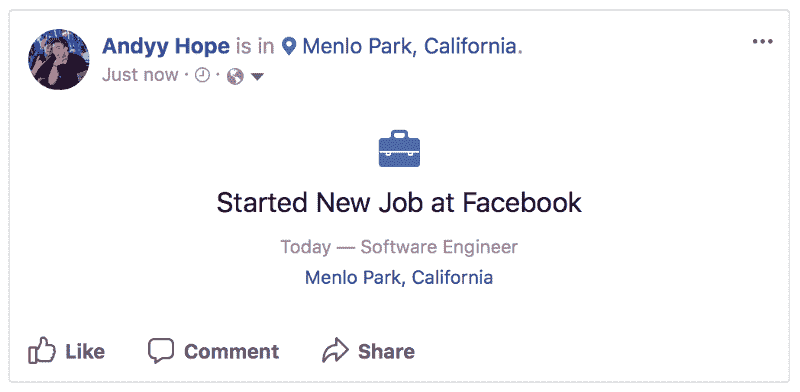 Andyy Hope is in Menlo Park, California.
Just now · ·
Started New Job at Facebook
Today — Software Engineer
Menlo Park, California
Like Comment Share